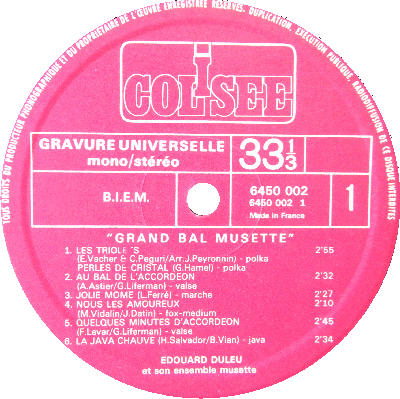 TOUS DROITS DU PRODUCTEUR PHONOGRAPHIQUE ET DU PROPRIETAIRE DE L'ŒUVRE ENREGISTREE RESERVES. DUPLICATION, EXECUTION PUBLIQUE, RADIODIFFUSION DE CE DISQUE INTERDITES
COLISEE
GRAVURE UNIVERSELLE
mono/stéréo
33 1/3
B.I.E.M.
6450 002
6450 002 1
Made in France
1
"GRAND BAL MUSETTE"
1. LES TRIOLE S 2'55
(E.Vacher & C.Peguri/Arr.J.Peyronnin) - polka
PERLES DE CRISTAL (G.Hamel) - polka
2. AU BAL DE L'ACCORDEON 2'32
(A.Astier/G.Liferman) - valse
3. JOLIE MOME (L.Ferré) - marche 2'27
4. NOUS LES AMOUREUX 2'10
(M.Vidalin/J.Datin) - fox-medium
5. QUELQUES MINUTES D'ACCORDEON 2'45
(F.Lavar/G.Liferman) - valse
6. LA JAVA CHAUVE (H.Salvador/B.Vian) - java 2'34
EDOUARD DULEU
et son ensemble musette